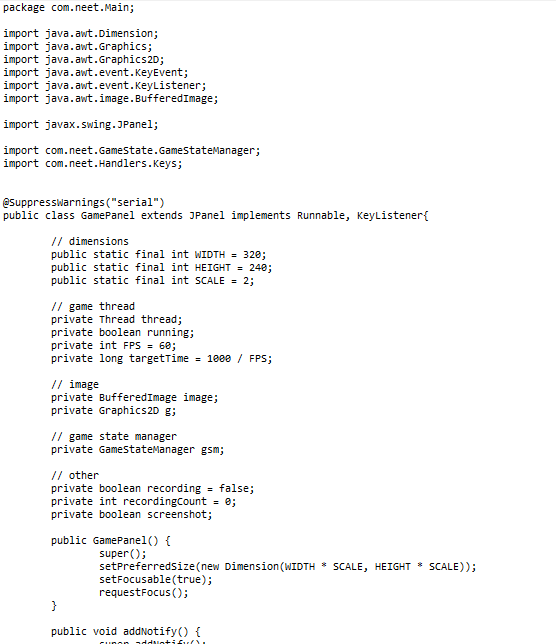 package com.neet.Main;
import java.awt.Dimension;
import java.awt.Graphics;
import java.awt.Graphics2D;
import java.awt.event.KeyEvent;
import java.awt.event.KeyListener;
import java.awt.image.BufferedImage;
import javax.swing.JPanel;
import com.neet.GameState.GameStateManager;
import com.neet.Handlers.Keys;
@SuppressWarnings("serial")
public class GamePanel extends JPanel implements Runnable, KeyListener{
// dimensions
public static final int WIDTH = 320;
public static final int HEIGHT = 240;
public static final int SCALE = 2;
// game thread
private Thread thread;
private boolean running;
private int FPS = 60;
private long targetTime = 1000 / FPS;
// image
private BufferedImage image;
private Graphics2D g;
// game state manager
private GameStateManager gsm;
// other
private boolean recording = false;
private int recordingCount = 0;
private boolean screenshot;
public GamePanel() {
super();
setPreferredSize(new Dimension(WIDTH * SCALE, HEIGHT * SCALE));
setFocusable(true);
requestFocus();
}
public void addNotify() {
super.addNotify();